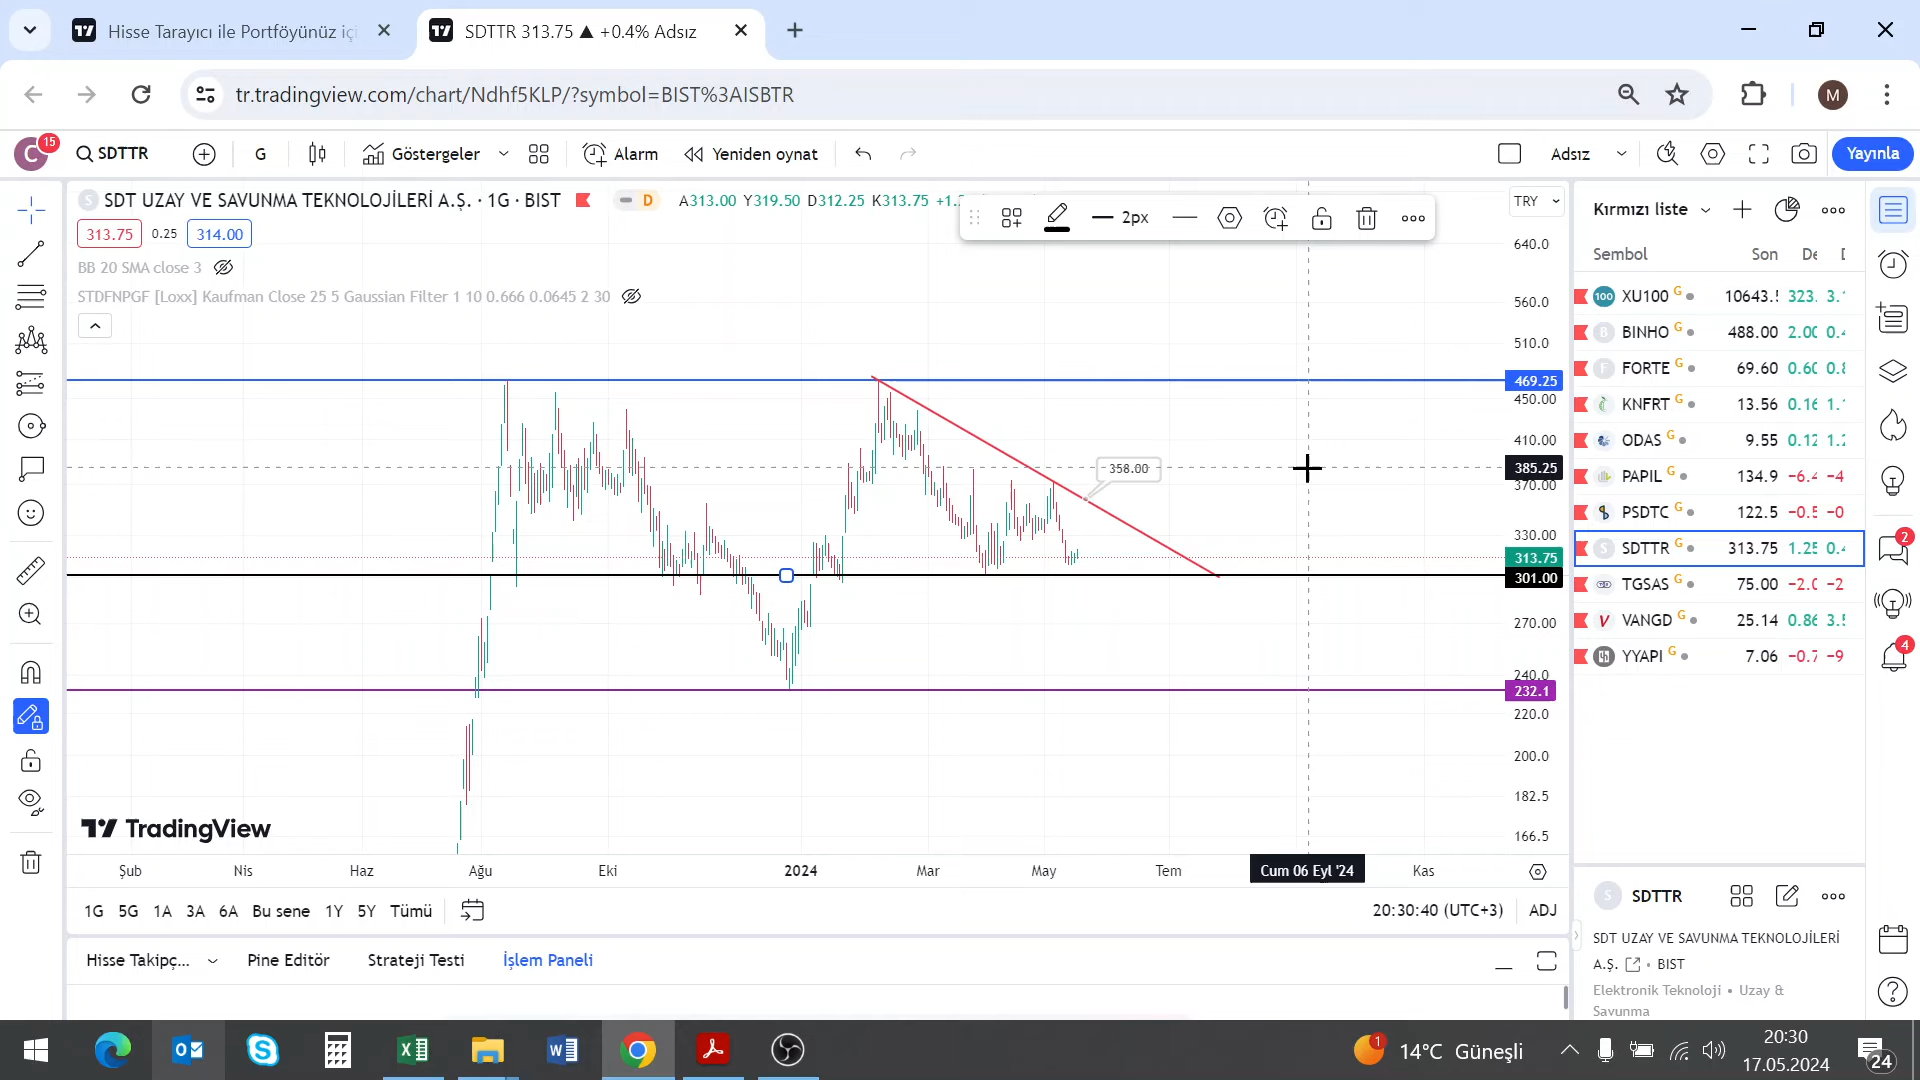 Hisse Tarayıcı ile Portföyünüz içi
SDTTR 313.75 ▲ +0.4% Adsız
tr.tradingview.com/chart/Ndhf5KLP/?symbol=BIST%3AISBTR
M
C 15
SDTTR
G
Göstergeler
Alarm
Yeniden oynat
Adsız
Yayınla
S SDT UZAY VE SAVUNMA TEKNOLOJİLERİ A.Ş. · 1G · BIST
D
A313.00 Y319.50 D312.25 K313.75
2px
TRY
313.75 0.25 314.00
BB 20 SMA close 3
STDFNPGF [Loxx] Kaufman Close 25 5 Gaussian Filter 1 10 0.666 0.0645 2 30
640.0
560.0
510.0
469.25
450.00
410.00
385.25
370.00
330.00
313.75
301.00
270.00
240.0
232.1
220.0
200.0
182.5
166.5
358.00
TradingView
Şub Nis Haz Ağu Eki 2024 Mar May Tem Cum 06 Eyl '24 Kas
1G 5G 1A 3A 6A Bu sene 1Y 5Y Tümü
20:30:40 (UTC+3) ADJ
Hisse Takipç... Pine Editör Strateji Testi İşlem Paneli
Kırmızı liste
Sembol Son
100 XU100 G 10643.
B BINHO G 488.00
F FORTE G 69.60
KNFRT G 13.56
ODAS G 9.55
PAPIL G 134.9
PSDTC G 122.5
S SDTTR G 313.75
TGSAS G 75.00
V VANGD G 25.14
YYAPI G 7.06
S SDTTR
SDT UZAY VE SAVUNMA TEKNOLOJİLERİ
A.Ş. • BIST
Elektronik Teknoloji • Uzay &
Savunma
2
4
1
14°C Güneşli
20:30
17.05.2024
24